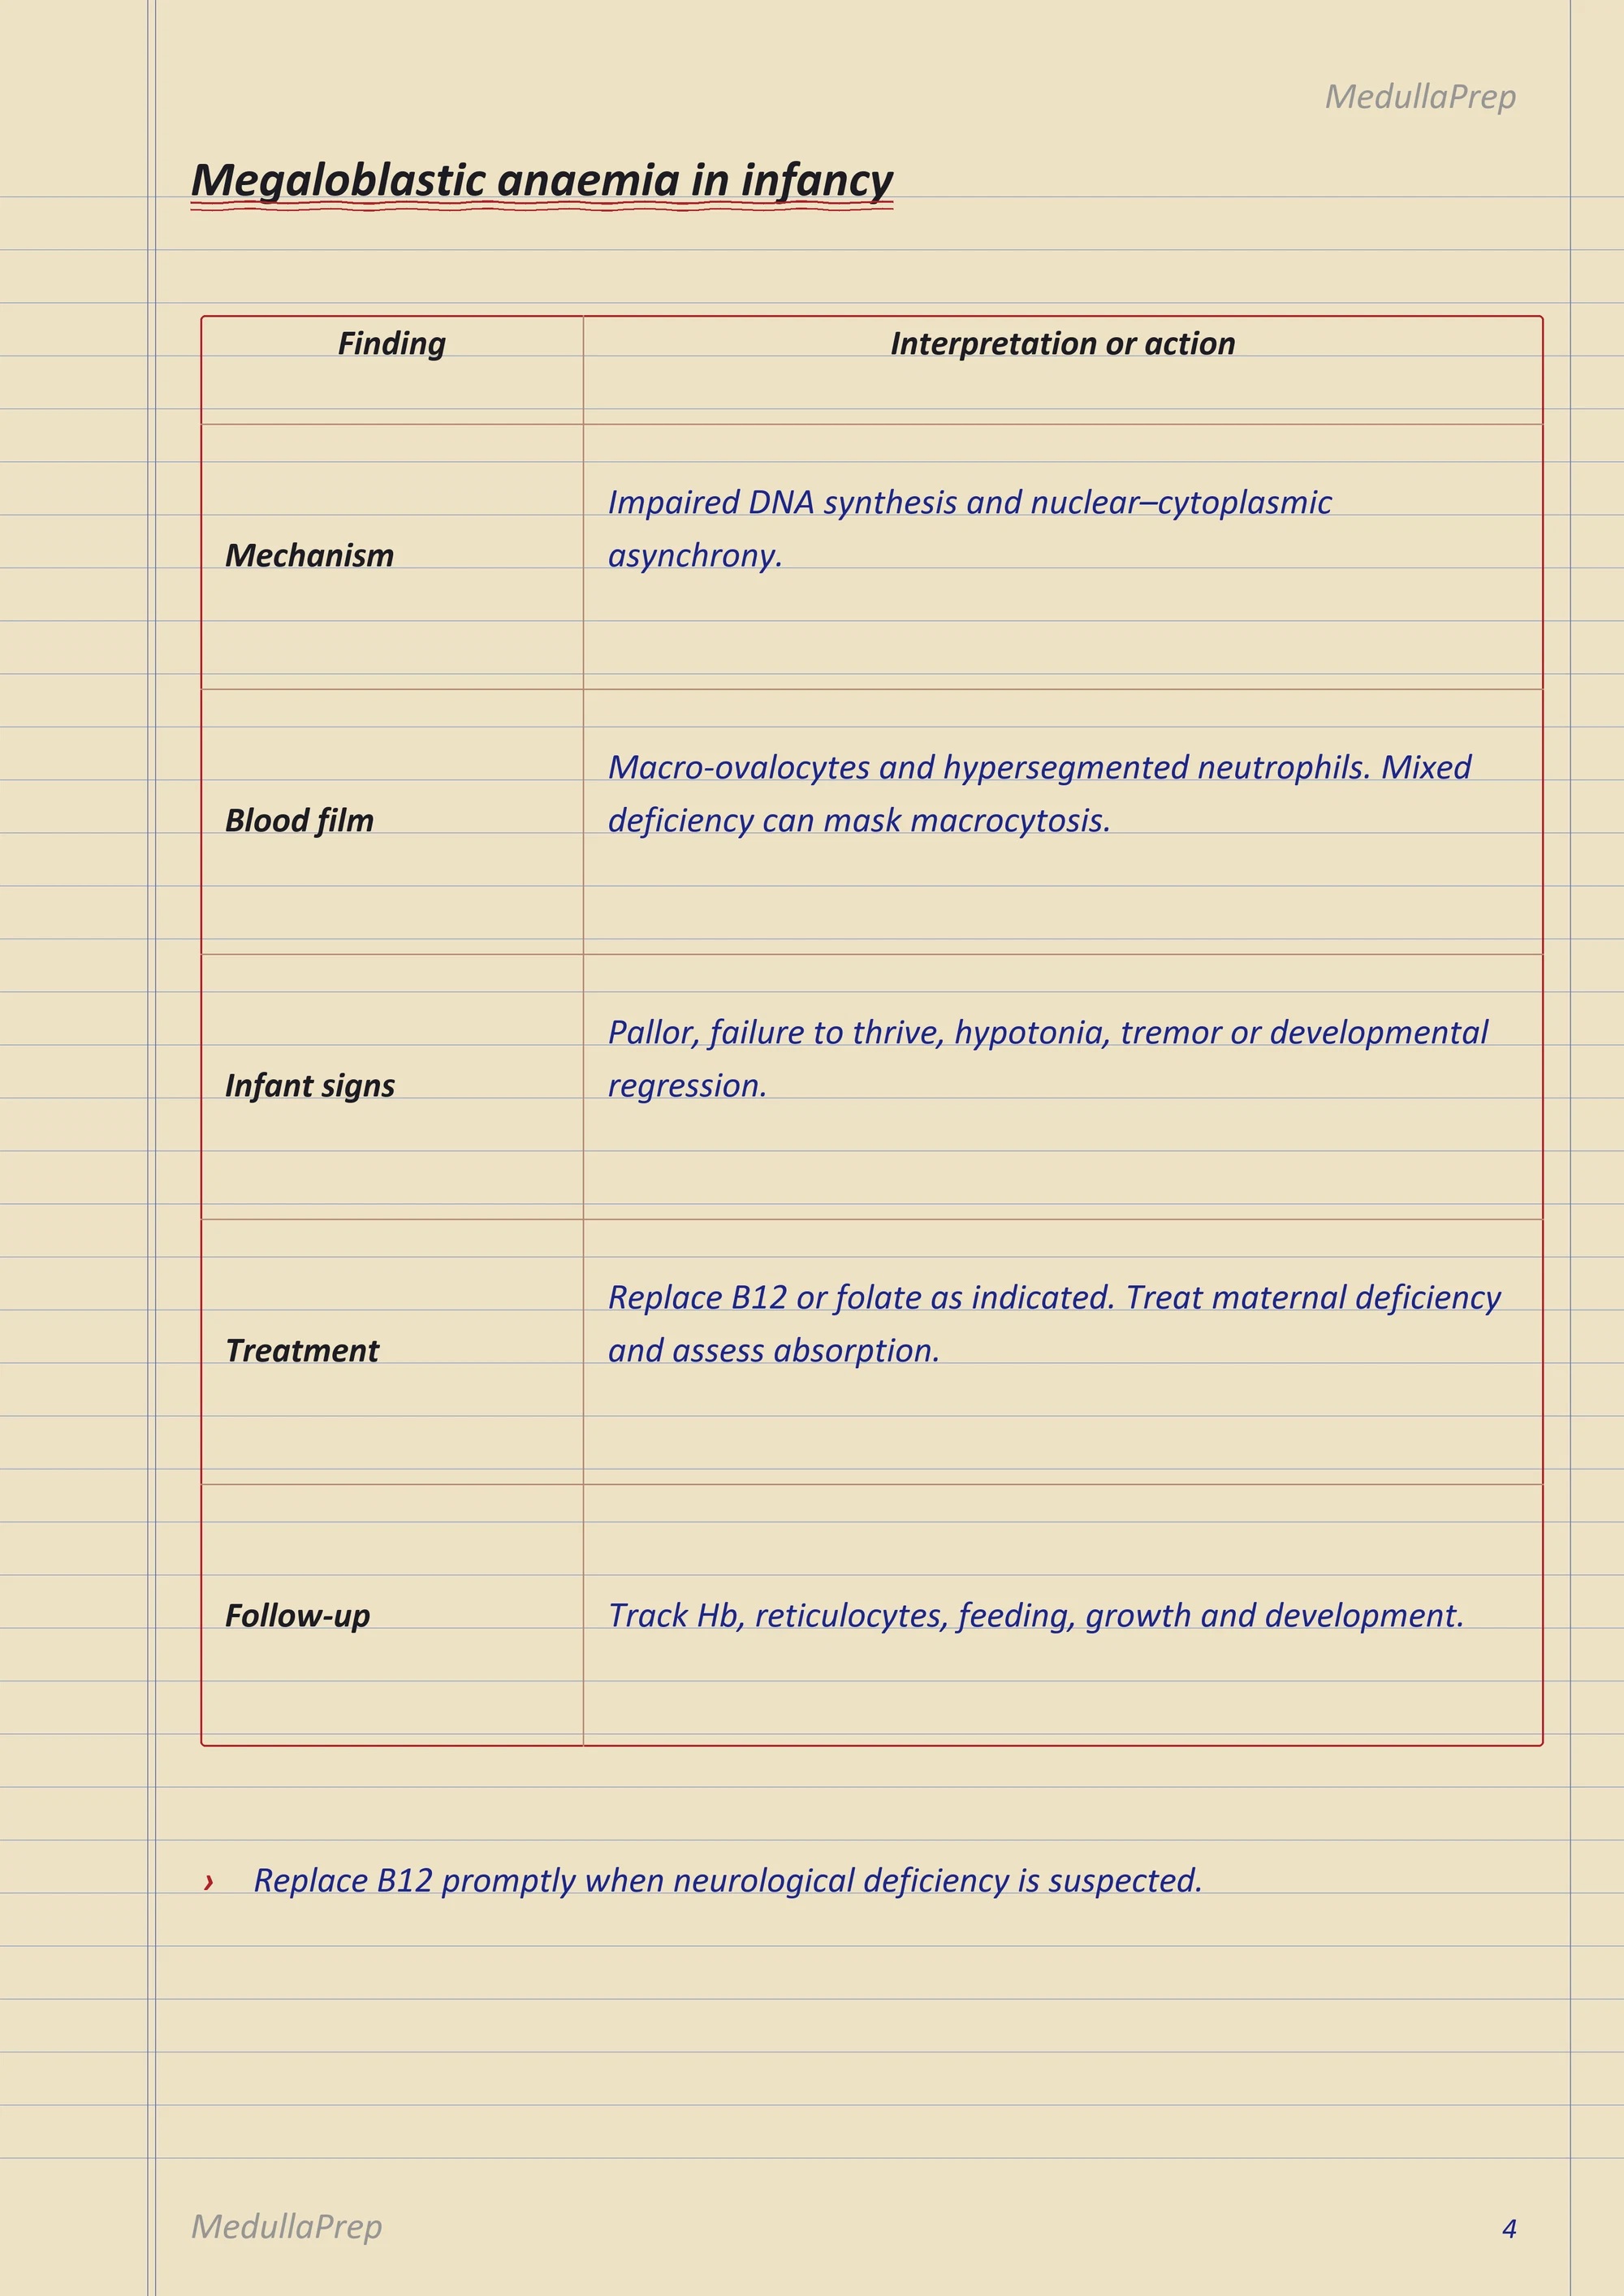 MedullaPrep
Megaloblastic anaemia in infancy
Finding
Interpretation or action
Mechanism
Impaired DNA synthesis and nuclear–cytoplasmic
asynchrony.
Blood film
Macro-ovalocytes and hypersegmented neutrophils. Mixed
deficiency can mask macrocytosis.
Infant signs
Pallor, failure to thrive, hypotonia, tremor or developmental
regression.
Treatment
Replace B12 or folate as indicated. Treat maternal deficiency
and assess absorption.
Follow-up
Track Hb, reticulocytes, feeding, growth and development.
› Replace B12 promptly when neurological deficiency is suspected.
MedullaPrep
4